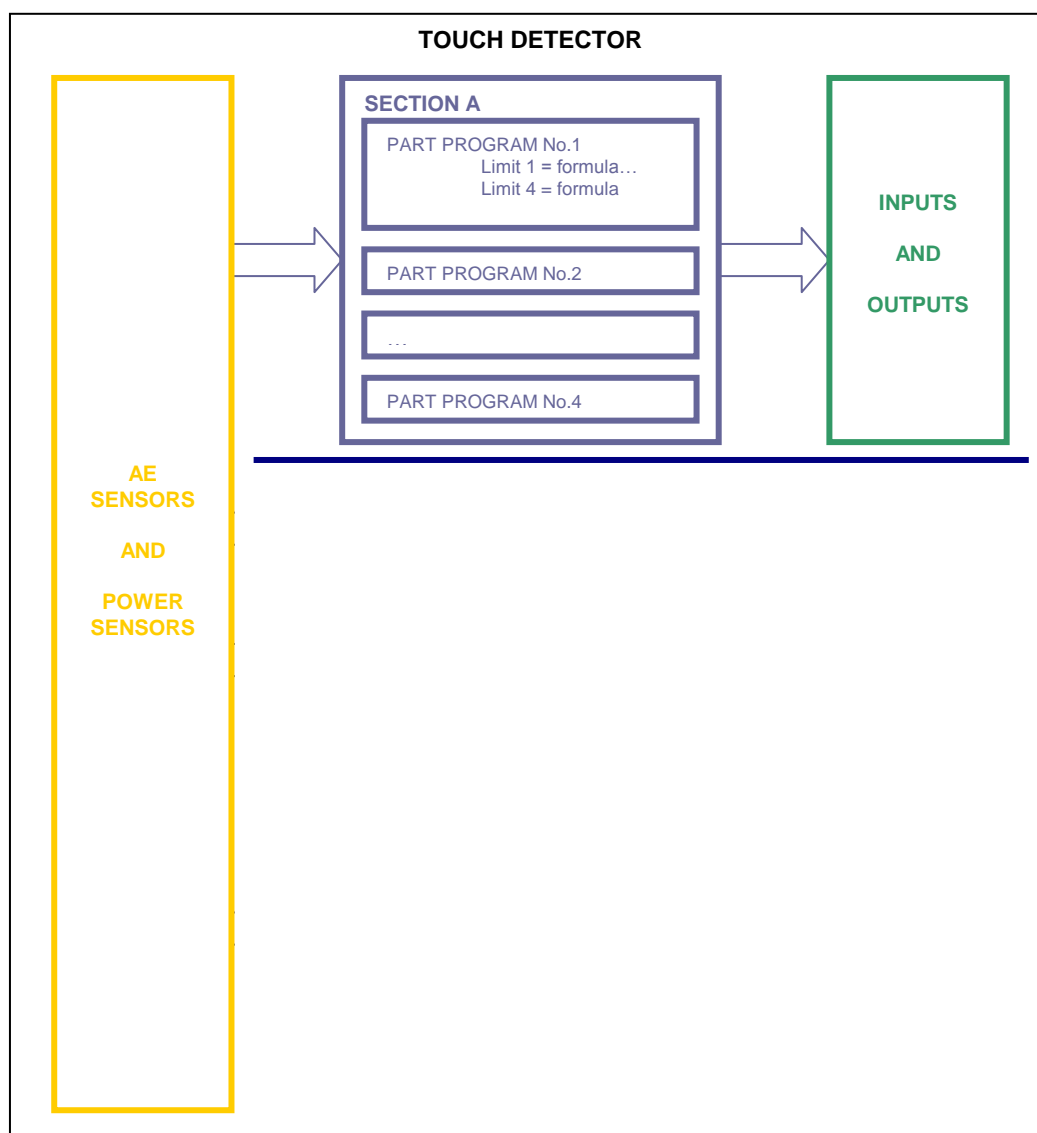 TOUCH DETECTOR
AE
SENSORS
AND
POWER
SENSORS
SECTION A
PART PROGRAM No.1
Limit 1 = formula…
Limit 4 = formula
PART PROGRAM No.2
…
PART PROGRAM No.4
INPUTS
AND
OUTPUTS